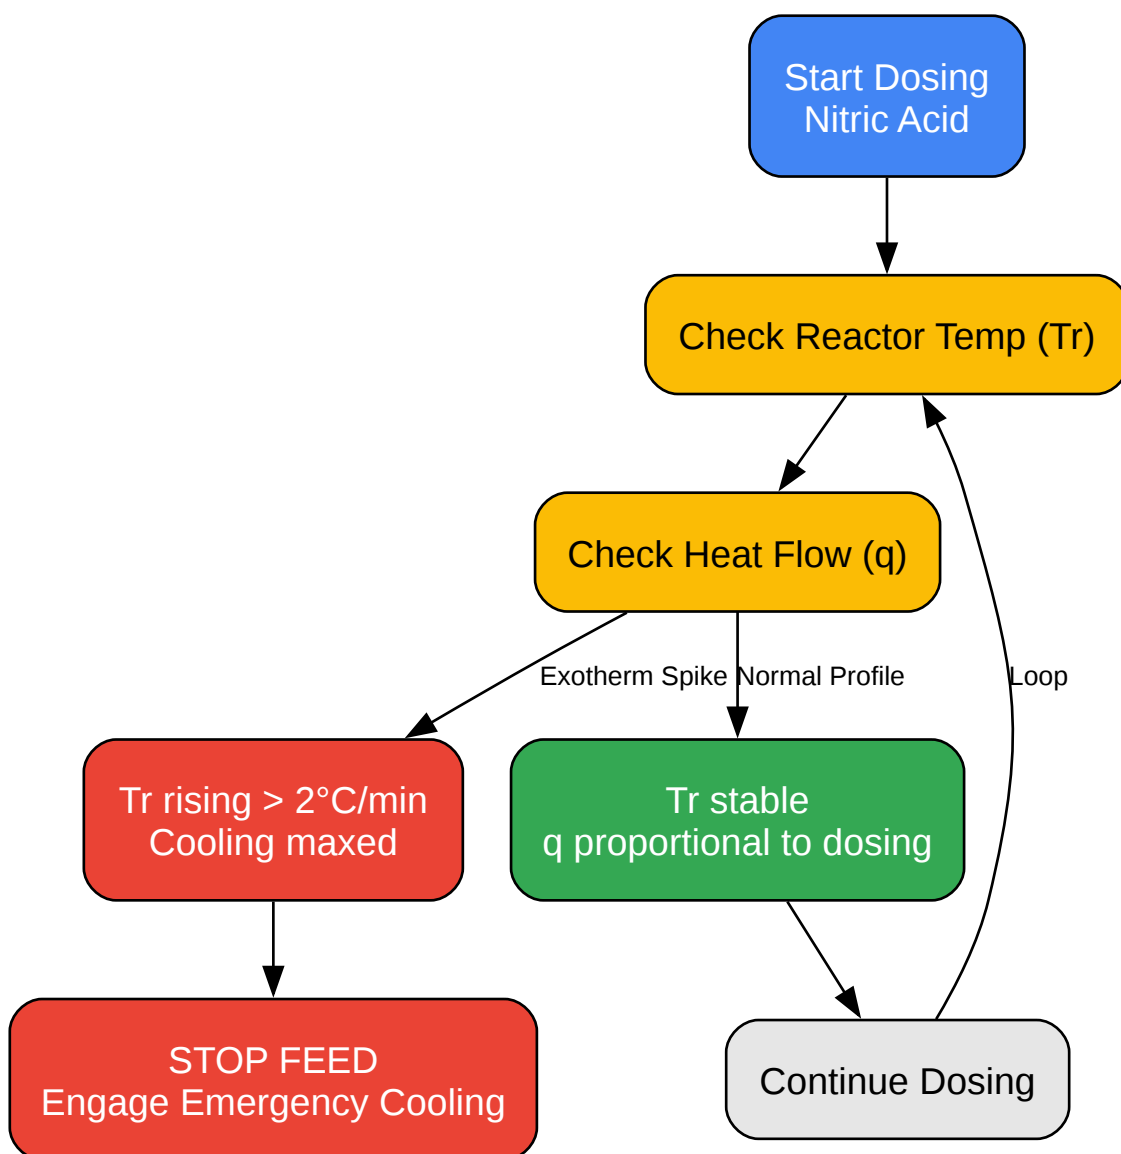 Start Dosing
Nitric Acid
Check Reactor Temp (Tr)
Check Heat Flow (q)
Exotherm Spike
Normal Profile
Loop
Tr rising > 2°C/min
Cooling maxed
Tr stable
q proportional to dosing
STOP FEED
Engage Emergency Cooling
Continue Dosing